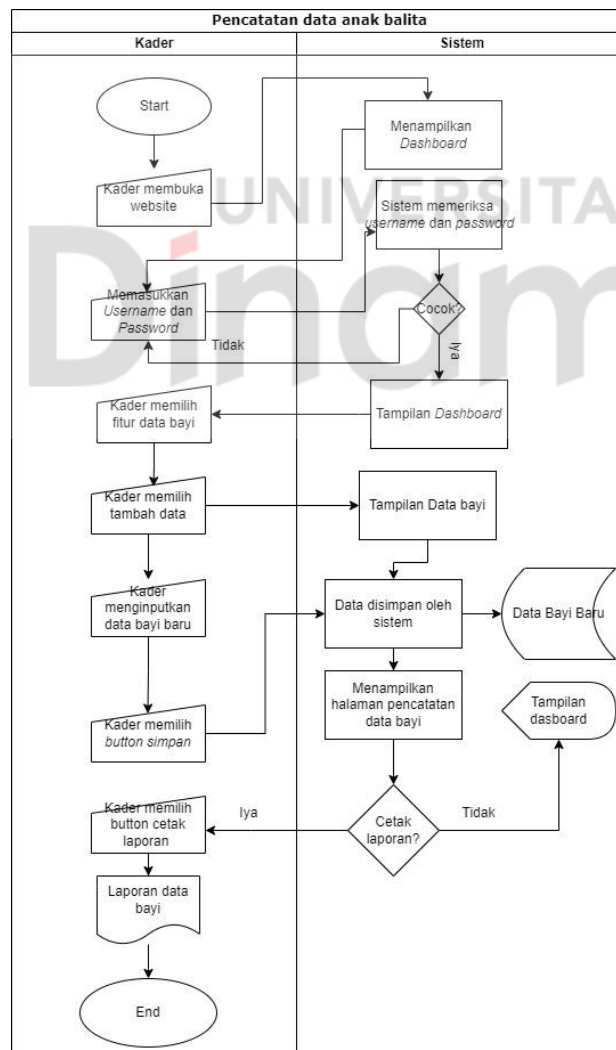 Pencatatan data anak balita
Kader
Sistem
Start
Menampilkan
Dashboard
Kader membuka
website
UNIVERSITA
Sistem memeriksa
username dan password
Dinam
Memasukkan
Username dan
Password
Cocok?
Tidak
Iya
Kader memilih
fitur data bayi
Tampilan Dashboard
Kader memilih
tambah data
Tampilan Data bayi
Kader
menginputkan
data bayi baru
Data disimpan oleh
sistem
Data Bayi Baru
Menampilkan
halaman pencatatan
data bayi
Tampilan
dasboard
Kader memilih
button simpan
Kader memilih
button cetak
laporan
Iya
Cetak
laporan?
Tidak
Laporan data
bayi
End